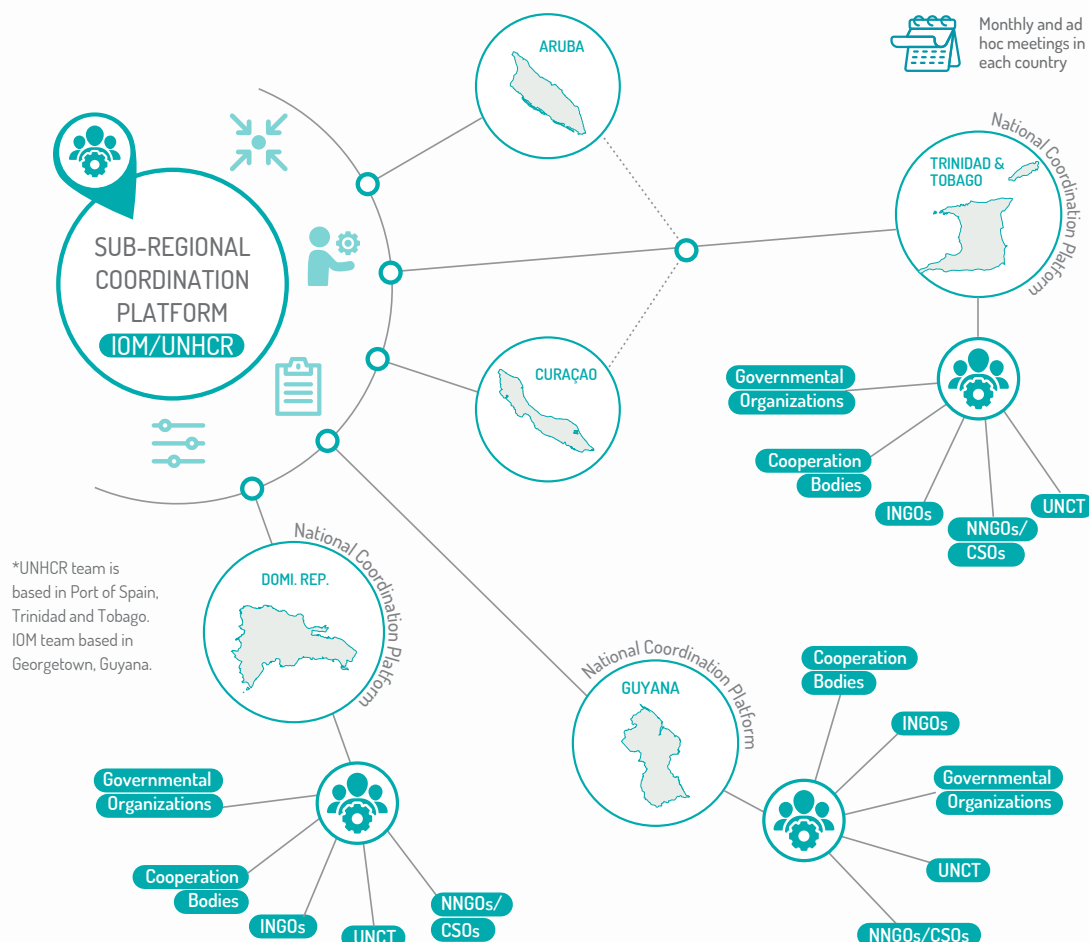 Monthly and ad
hoc meetings in
each country
ARUBA
National Coordination Platform
TRINIDAD &
TOBAGO
SUB-REGIONAL
COORDINATION
PLATFORM
IOM/UNHCR
CURAÇAO
Governmental
Organizations
Cooperation
Bodies
INGOs
NNGOs/
CSOs
UNCT
*UNHCR team is
based in Port of Spain,
Trinidad and Tobago.
IOM team based in
Georgetown, Guyana.
National Coordination Platform
DOMI. REP.
National Coordination Platform
GUYANA
Cooperation
Bodies
INGOs
Governmental
Organizations
UNCT
NNGOs/CSOs
Governmental
Organizations
Cooperation
Bodies
INGOs
UNCT
NNGOs/
CSOs